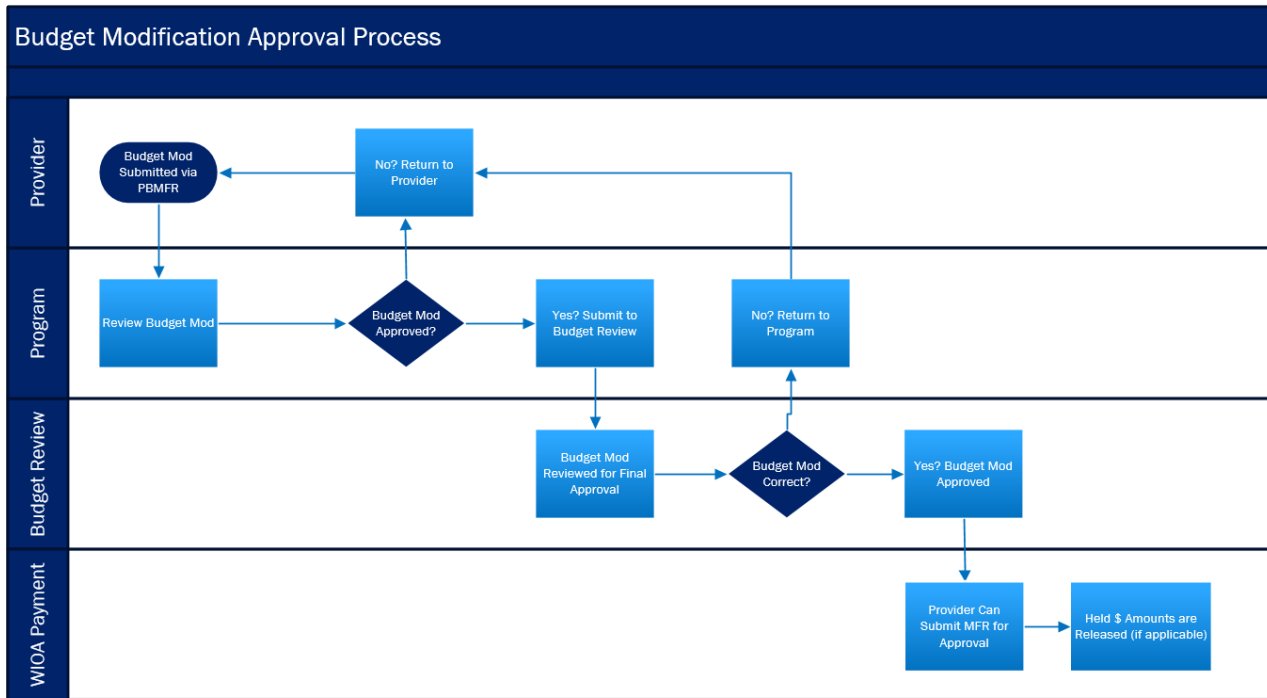 Budget Modification Approval Process
Provider
Budget Mod
Submitted via
PBMFR
No? Return to
Provider
Program
Review Budget Mod
Budget Mod
Approved?
Yes? Submit to
Budget Review
No? Return to
Program
Budget Review
Budget Mod
Reviewed for Final
Approval
Budget Mod
Correct?
Yes? Budget Mod
Approved
WIOA Payment
Provider Can
Submit MFR for
Approval
Held $ Amounts are
Released (if applicable)